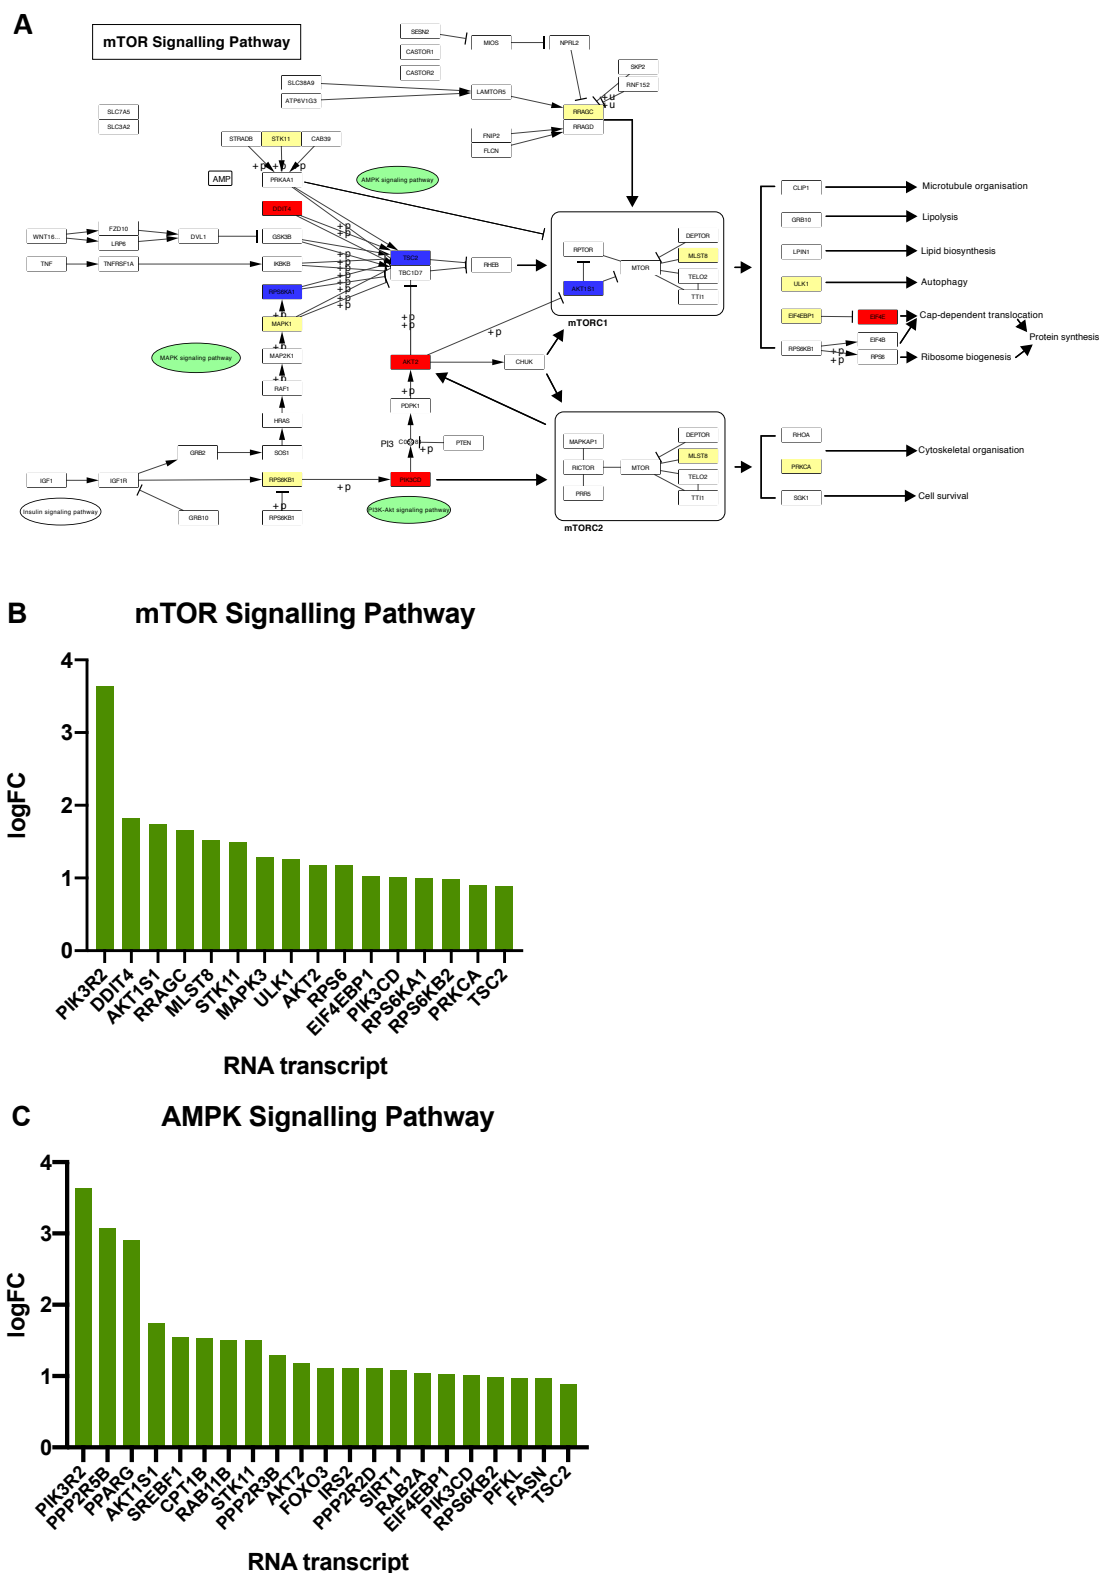 A
mTOR Signalling Pathway
SESN2
CASTOR1
CASTOR2
MIOS
NPRL2
SKP2
RNF152
SLC38A9
ATP6V1G3
LAMTOR5
+u
+u
RRAGC
RRAGD
FNIP2
FLCN
SLC7A5
SLC3A2
STRADB
STK11
CAB39
+p +p +p
AMP
PRKAA1
AMPK signaling pathway
DDIT4
WNT16...
FZD10
LRP6
DVL1
GSK3B
TNF
TNFRSF1A
IKBKB
RPS6KA1
MAPK1
+p
+p
+p
+p
+p
+p
+p
+p
TSC2
TBC1D7
RHEB
RPTOR
AKT1S1
MTOR
DEPTOR
MLST8
TELO2
TTI1
mTORC1
CLIP1
Microtubule organisation
GRB10
Lipolysis
LPIN1
Lipid biosynthesis
ULK1
Autophagy
EIF4EBP1
EIF4E
Cap-dependent translocation
RPS6KB1
+p
+p
EIF4B
RPS6
Ribosome biogenesis
Protein synthesis
MAPK signaling pathway
+p
+p
+p
MAP2K1
RAF1
HRAS
SOS1
GRB2
+p
+p
+p
AKT2
CHUK
+p
PDPK1
PI3
+p
PTEN
IGF1
IGF1R
RPS6KB1
+p
PIK3CD
Insulin signaling pathway
GRB10
+p
RPS6KB1
PI3K-Akt signaling pathway
MAPKAP1
RICTOR
PRR5
MTOR
DEPTOR
MLST8
TELO2
TTI1
mTORC2
RHOA
Cytoskeletal organisation
PRKCA
SGK1
Cell survival
B
mTOR Signalling Pathway
logFC
4
3
2
1
0
PIK3R2
DDIT4
AKT1S1
RRAGC
MLST8
STK11
MAPK3
ULK1
AKT2
RPS6
EIF4EBP1
PIK3CD
RPS6KA1
RPS6KB2
PRKCA
TSC2
RNA transcript
C
AMPK Signalling Pathway
logFC
4
3
2
1
0
PIK3R2
PPP2R5B
PPARG
AKT1S1
SREBF1
CPT1B
RAB11B
STK11
PPP2R3B
AKT2
FOXO3
IRS2
PPP2R2D
SIRT1
RAB2A
EIF4EBP1
PIK3CD
RPS6KB2
PFKL
FASN
TSC2
RNA transcript